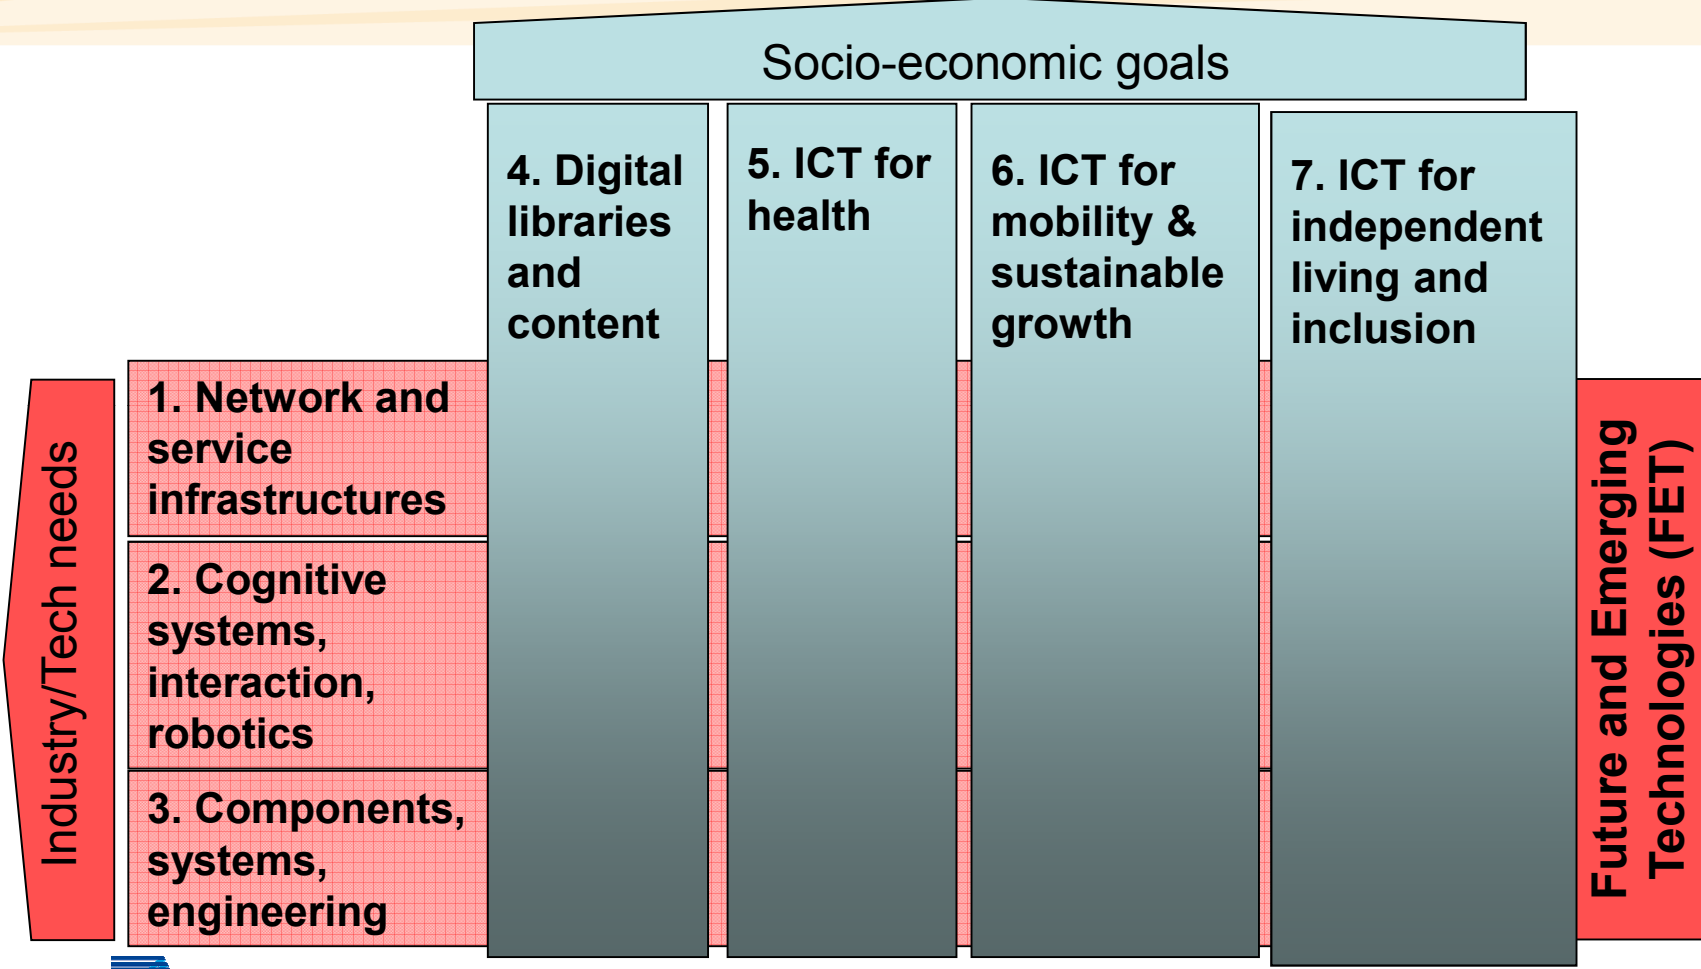 Socio-economic goals
4. Digital
libraries
and
content
5. ICT for
health
6. ICT for
mobility &
sustainable
growth
7. ICT for
independent
living and
inclusion
Industry/Tech needs
1. Network and
service
infrastructures
2. Cognitive
systems,
interaction,
robotics
3. Components,
systems,
engineering
Future and Emerging
Technologies (FET)